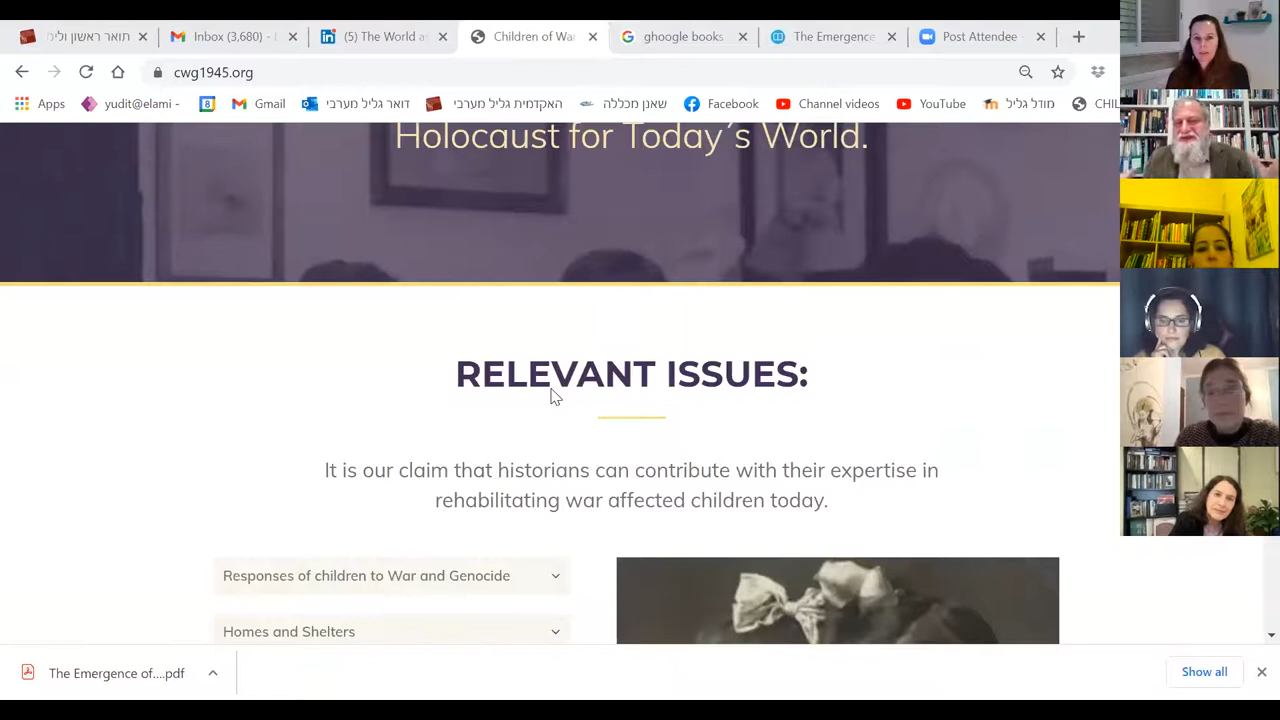 תואר ראשון ולימ
Inbox (3,680) -
(5) The World a
Children of War
ghoogle books
The Emergence
Post Attendee -
cwg1945.org
Apps
yudit@elami -
Gmail
דואר גליל מערבי
האקדמית גליל מערבי
שאנן מכללה
Facebook
Channel videos
YouTube
מודל גליל
CHIL
Holocaust for Today´s World.
RELEVANT ISSUES:
It is our claim that historians can contribute with their expertise in
rehabilitating war affected children today.
Responses of children to War and Genocide
Homes and Shelters
The Emergence of....pdf
Show all